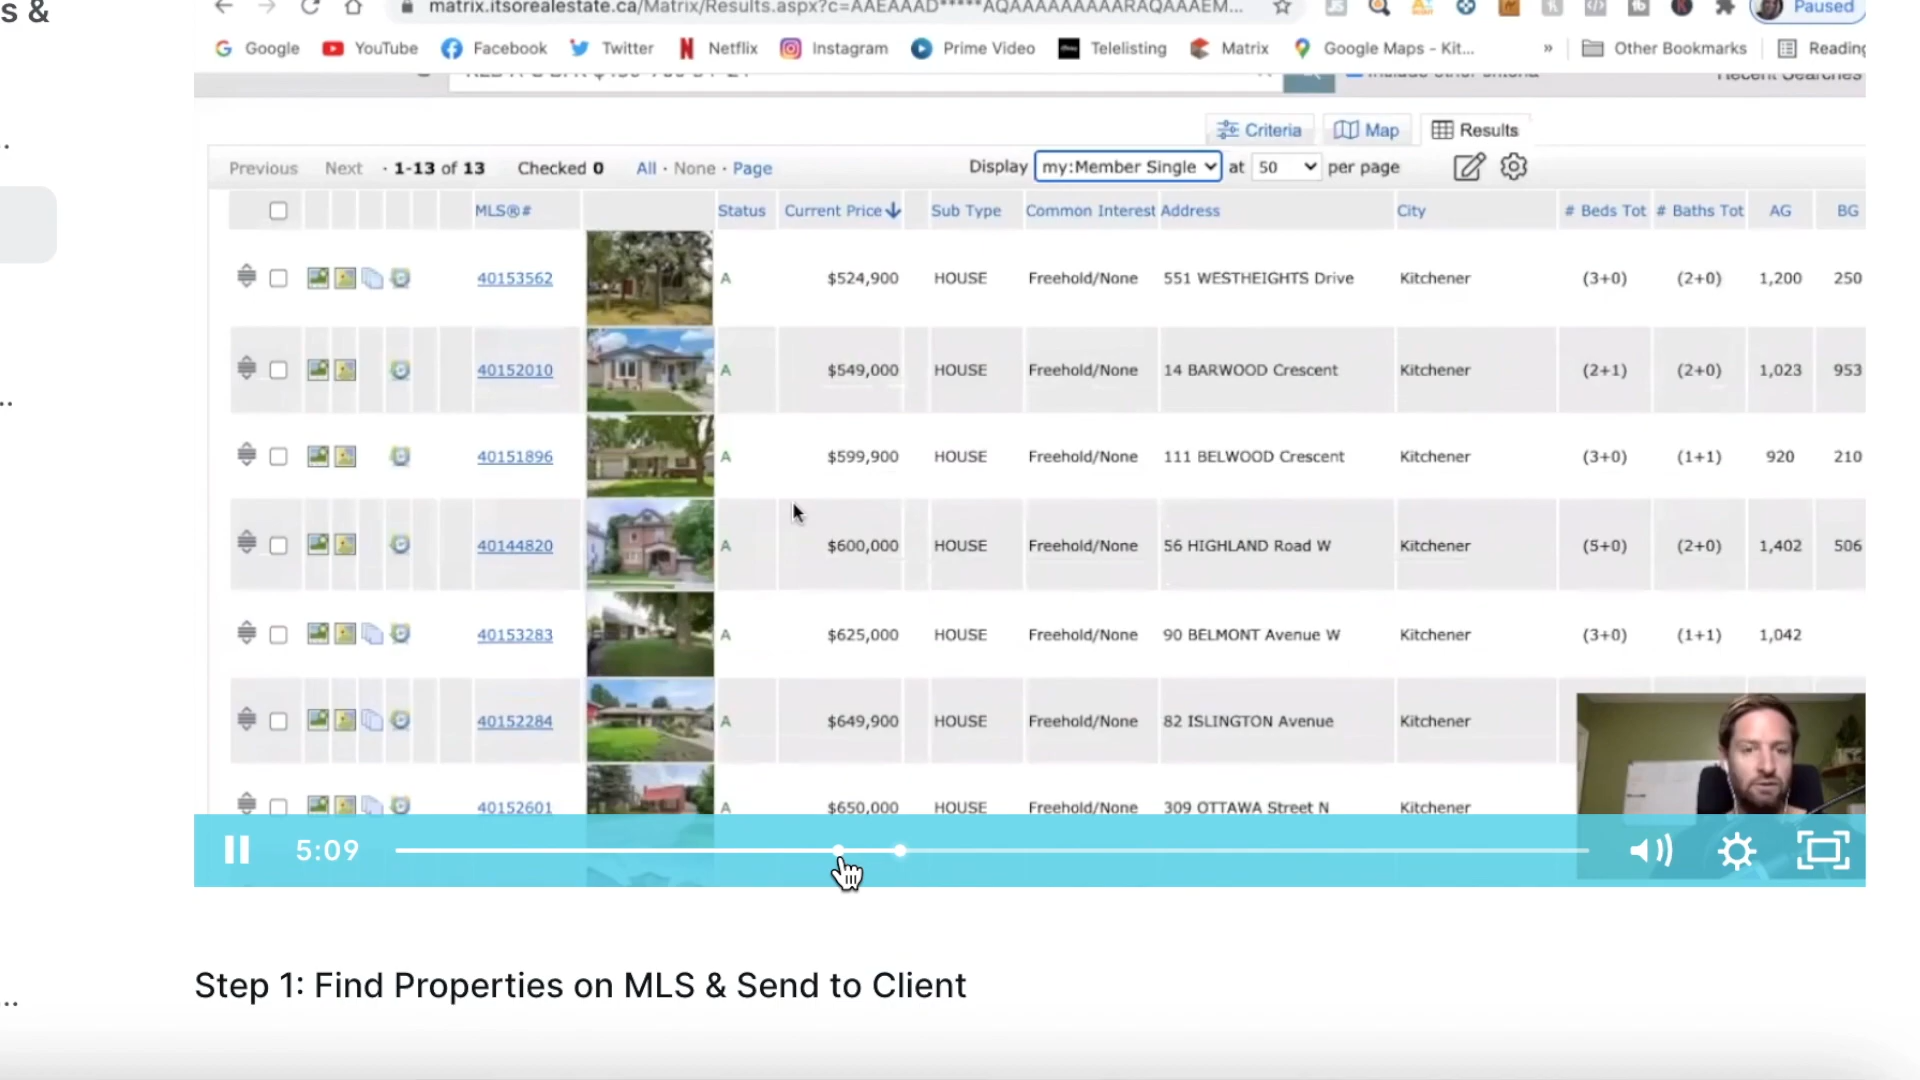 s &
matrix.itsorealestate.ca/Matrix/Results.aspx?c=AAEAAAD*****AQAAAAAAAAARAQAAAEM... Paused
Google YouTube Facebook Twitter Netflix Instagram Prime Video Telelisting Matrix Google Maps - Kit... » Other Bookmarks Reading
Include other criteria Recent Searches
Criteria Map Results
Previous Next · 1-13 of 13 Checked 0 All · None · Page Display my:Member Single at 50 per page
MLS®# Status Current Price Sub Type Common Interest Address City # Beds Tot # Baths Tot AG BG
40153562 A $524,900 HOUSE Freehold/None 551 WESTHEIGHTS Drive Kitchener (3+0) (2+0) 1,200 250
40152010 A $549,000 HOUSE Freehold/None 14 BARWOOD Crescent Kitchener (2+1) (2+0) 1,023 953
40151896 A $599,900 HOUSE Freehold/None 111 BELWOOD Crescent Kitchener (3+0) (1+1) 920 210
40144820 A $600,000 HOUSE Freehold/None 56 HIGHLAND Road W Kitchener (5+0) (2+0) 1,402 506
40153283 A $625,000 HOUSE Freehold/None 90 BELMONT Avenue W Kitchener (3+0) (1+1) 1,042
40152284 A $649,900 HOUSE Freehold/None 82 ISLINGTON Avenue Kitchener
40152601 A $650,000 HOUSE Freehold/None 309 OTTAWA Street N Kitchener
5:09
Step 1: Find Properties on MLS & Send to Client